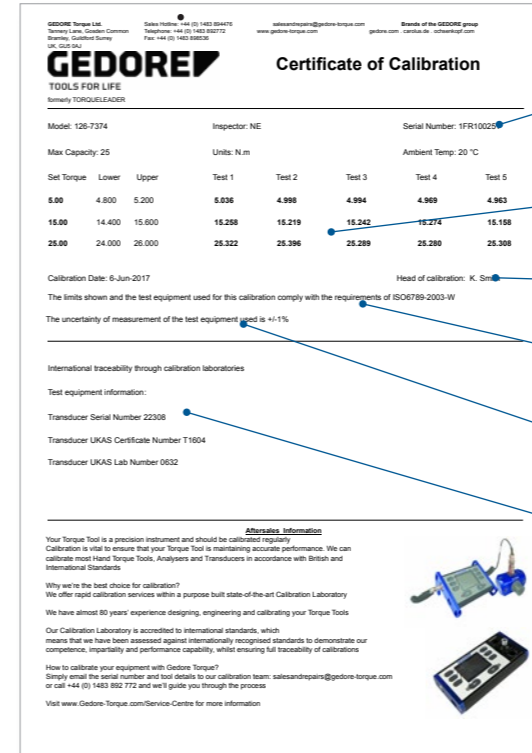 GEDORE Torque Ltd.
Tannery Lane, Gosden Common
Bramley, Guildford Surrey
UK, GU5 0AJ
Sales Hotline: +44 (0) 1483 894476
Telephone: +44 (0) 1483 892772
Fax: +44 (0) 1483 898536
salesandrepairs@gedore-torque.com
www.gedore-torque.com
Brands of the GEDORE group
gedore.com . carolus.de . ochsenkopf.com
GEDORE
TOOLS FOR LIFE
formerly TORQUELEADER
Certificate of Calibration
Model: 126-7374 Inspector: NE Serial Number: 1FR10025
Max Capacity: 25 Units: N.m Ambient Temp: 20 °C
Set Torque Lower Upper Test 1 Test 2 Test 3 Test 4 Test 5
5.00 4.800 5.200 5.036 4.998 4.994 4.969 4.963
15.00 14.400 15.600 15.258 15.219 15.242 15.274 15.158
25.00 24.000 26.000 25.322 25.396 25.289 25.280 25.308
Calibration Date: 6-Jun-2017 Head of calibration: K.
The limits shown and the test equipment used for this calibration comply with the requirements of ISO6789-2003-W
The uncertainty of measurement of the test equipment used is +/-1%
International traceability through calibration laboratories
Test equipment information:
Transducer Serial Number 22308
Transducer UKAS Certificate Number T1604
Transducer UKAS Lab Number 0632
Aftersales Information
Your Torque Tool is a precision instrument and should be calibrated regularly
Calibration is vital to ensure that your Torque Tool is maintaining accurate performance. We can
calibrate most Hand Torque Tools, Analysers and Transducers in accordance with British and
International Standards
Why we're the best choice for calibration?
We offer rapid calibration services within a purpose built state-of-the-art Calibration Laboratory
We have almost 80 years' experience designing, engineering and calibrating your Torque Tools
Our Calibration Laboratory is accredited to international standards, which
means that we have been assessed against internationally recognised standards to demonstrate our
competence, impartiality and performance capability, whilst ensuring full traceability of calibrations
How to calibrate your equipment with Gedore Torque?
Simply email the serial number and tool details to our calibration team: salesandrepairs@gedore-torque.com
or call +44 (0) 1483 892 772 and we'll guide you through the process
Visit www.Gedore-Torque.com/Service-Centre for more information